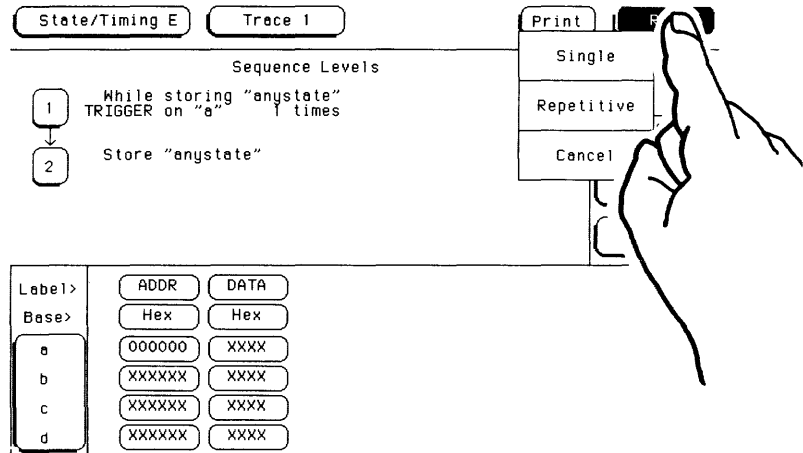 State/Timing E Trace 1 Print R
Single
Sequence Levels
Repetitive
Cancel
1 While storing "anystate"
TRIGGER on "a" 1 times
2 Store "anystate"
Label> ADDR DATA
Base> Hex Hex
a 000000 XXXX
b XXXXXX XXXX
c XXXXXX XXXX
d XXXXXX XXXX